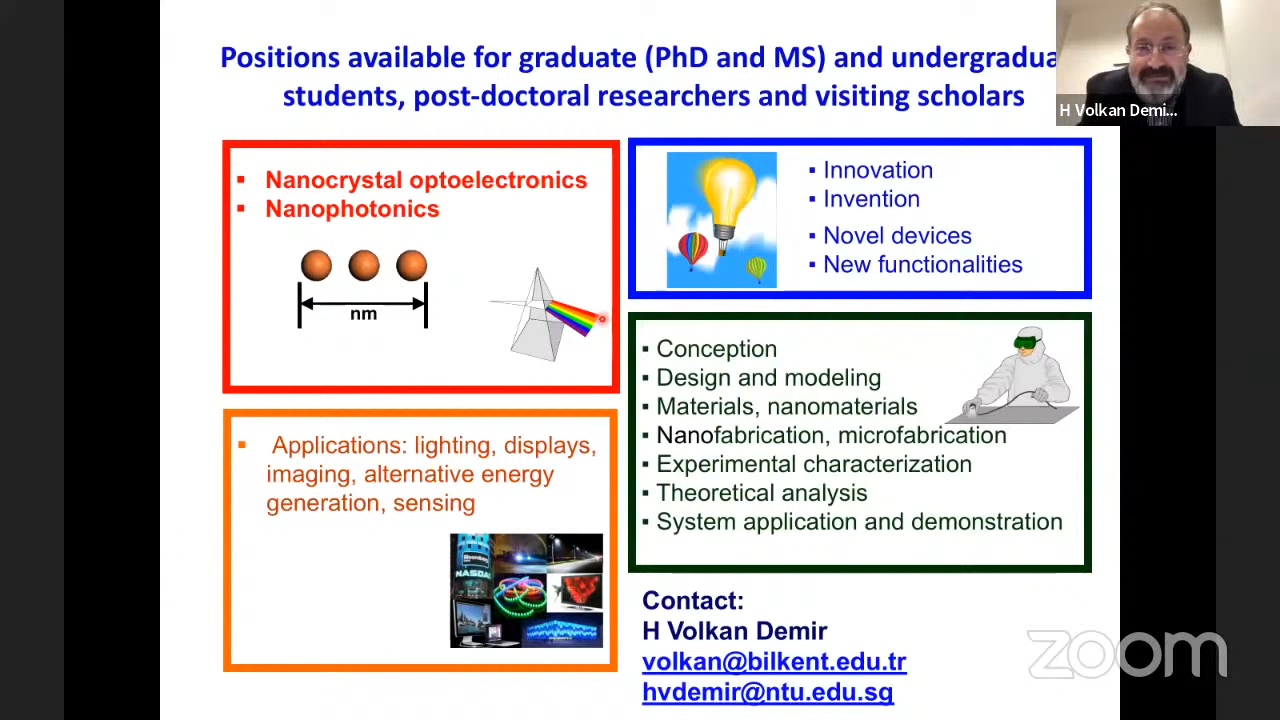 Positions available for graduate (PhD and MS) and undergradua
students, post-doctoral researchers and visiting scholars
H Volkan Demi...
▪ Nanocrystal optoelectronics
▪ Nanophotonics
nm
▪ Innovation
▪ Invention
▪ Novel devices
▪ New functionalities
▪ Applications: lighting, displays,
imaging, alternative energy
generation, sensing
Bloomberg
NASDA
▪ Conception
▪ Design and modeling
▪ Materials, nanomaterials
▪ Nanofabrication, microfabrication
▪ Experimental characterization
▪ Theoretical analysis
▪ System application and demonstration
Contact:
H Volkan Demir
volkan@bilkent.edu.tr
hvdemir@ntu.edu.sg
zoom